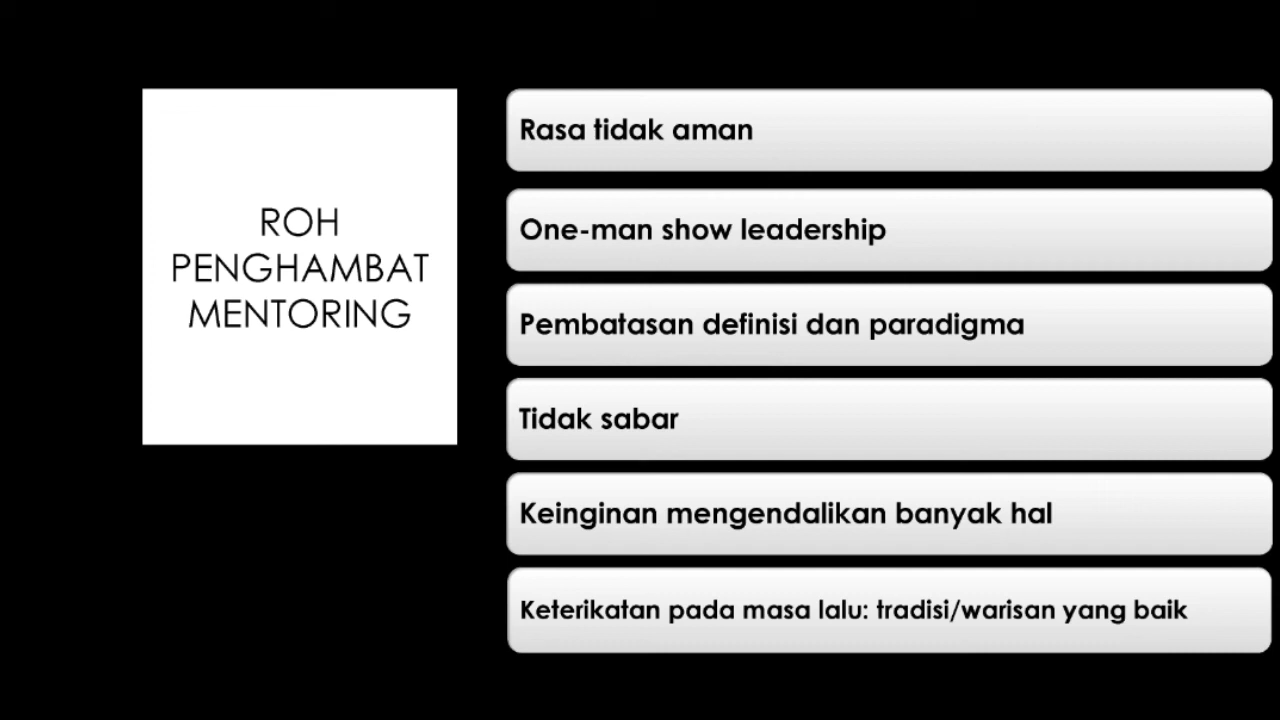 ROH
PENGHAMBAT
MENTORING
Rasa tidak aman
One-man show leadership
Pembatasan definisi dan paradigma
Tidak sabar
Keinginan mengendalikan banyak hal
Keterikatan pada masa lalu: tradisi/warisan yang baik